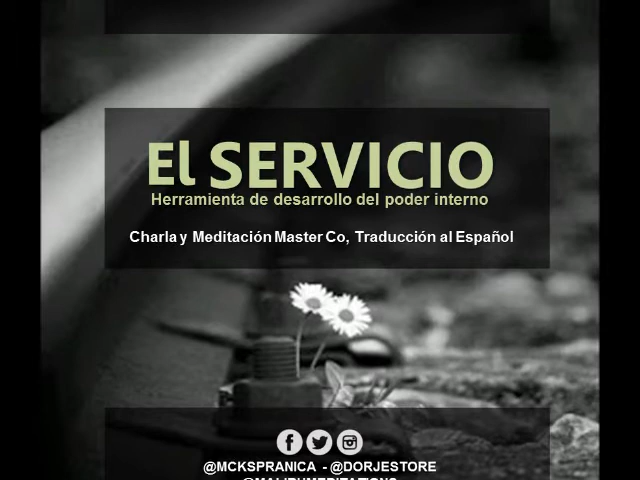 El SERVICIO
Herramienta de desarrollo del poder interno
Charla y Meditación Master Co, Traducción al Español
@MCKSPRANICA - @DORJESTORE